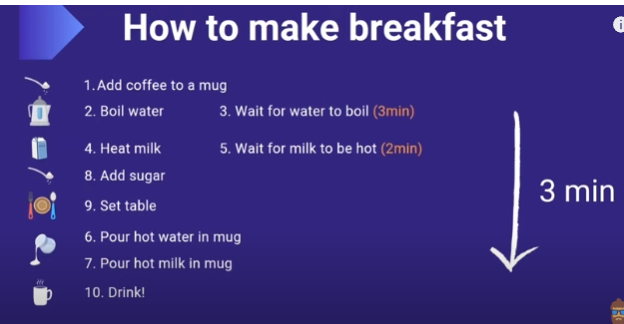 How to make breakfast
1.Add coffee to a mug
2. Boil water 3. Wait for water to boil (3min)
4. Heat milk 5. Wait for milk to be hot (2min)
8. Add sugar
9. Set table
3 min
6. Pour hot water in mug
7. Pour hot milk in mug
10. Drink!